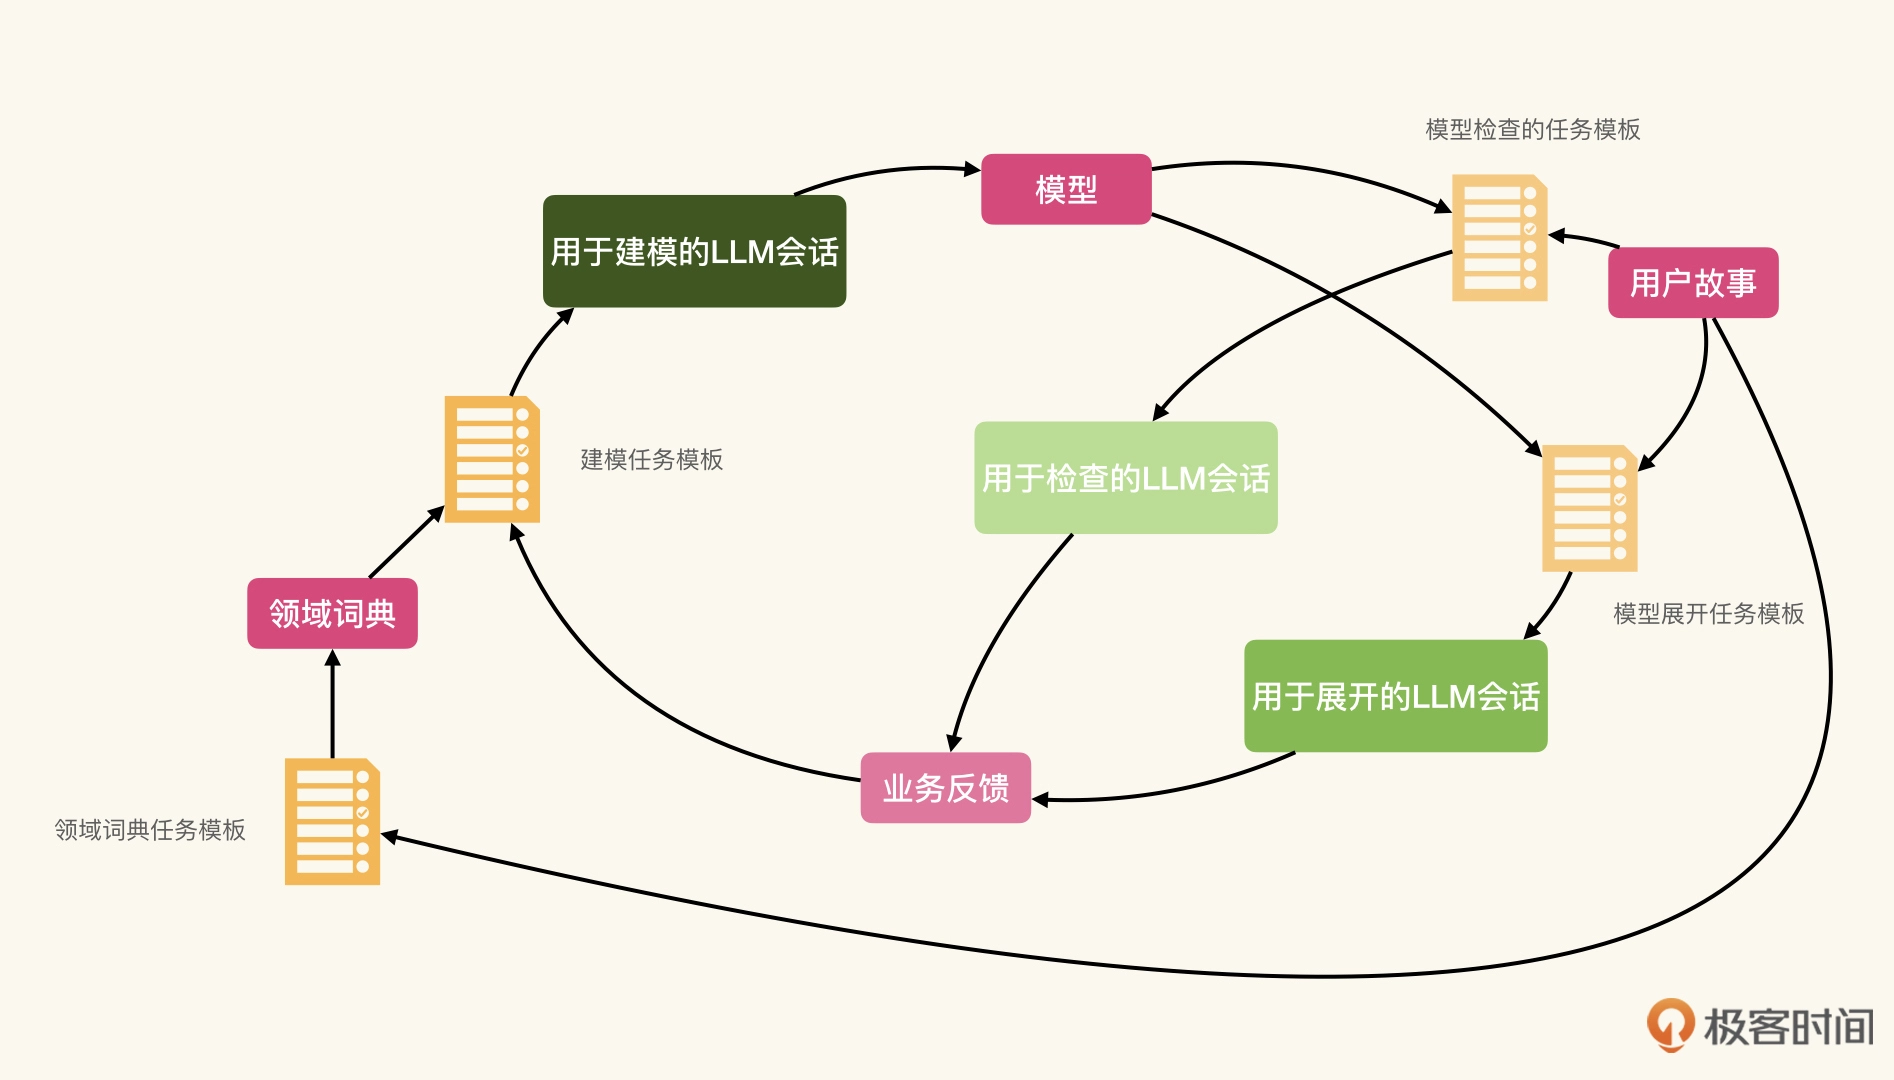 模型检查的任务模板
模型
用于建模的LLM会话
用户故事
建模任务模板
用于检查的LLM会话
领域词典
模型展开任务模板
用于展开的LLM会话
业务反馈
领域词典任务模板
极客时间